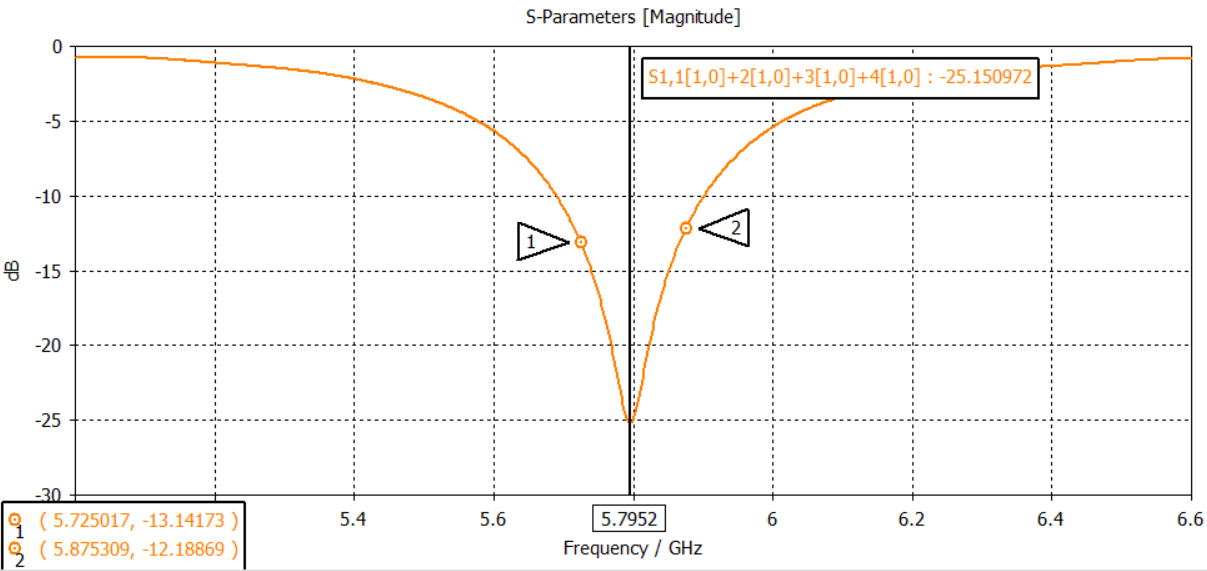 S-Parameters [Magnitude]
0
S1,1[1,0]+2[1,0]+3[1,0]+4[1,0] : -25.150972
-5
-10
1
2
-15
dB
-20
-25
-30
5.4
5.6
5.7952
6
6.2
6.4
6.6
Frequency / GHz
1 ( 5.725017, -13.14173 )
2 ( 5.875309, -12.18869 )